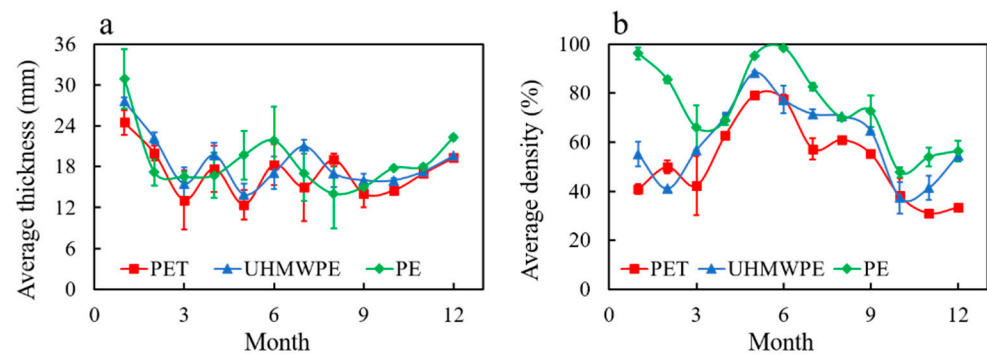 a
Average thickness (mm)
36
30
24
18
12
6
0
PET UHMWPE PE
0 3 6 9 12
Month
b
Average density (%)
100
80
60
40
20
0
PET UHMWPE PE
0 3 6 9 12
Month